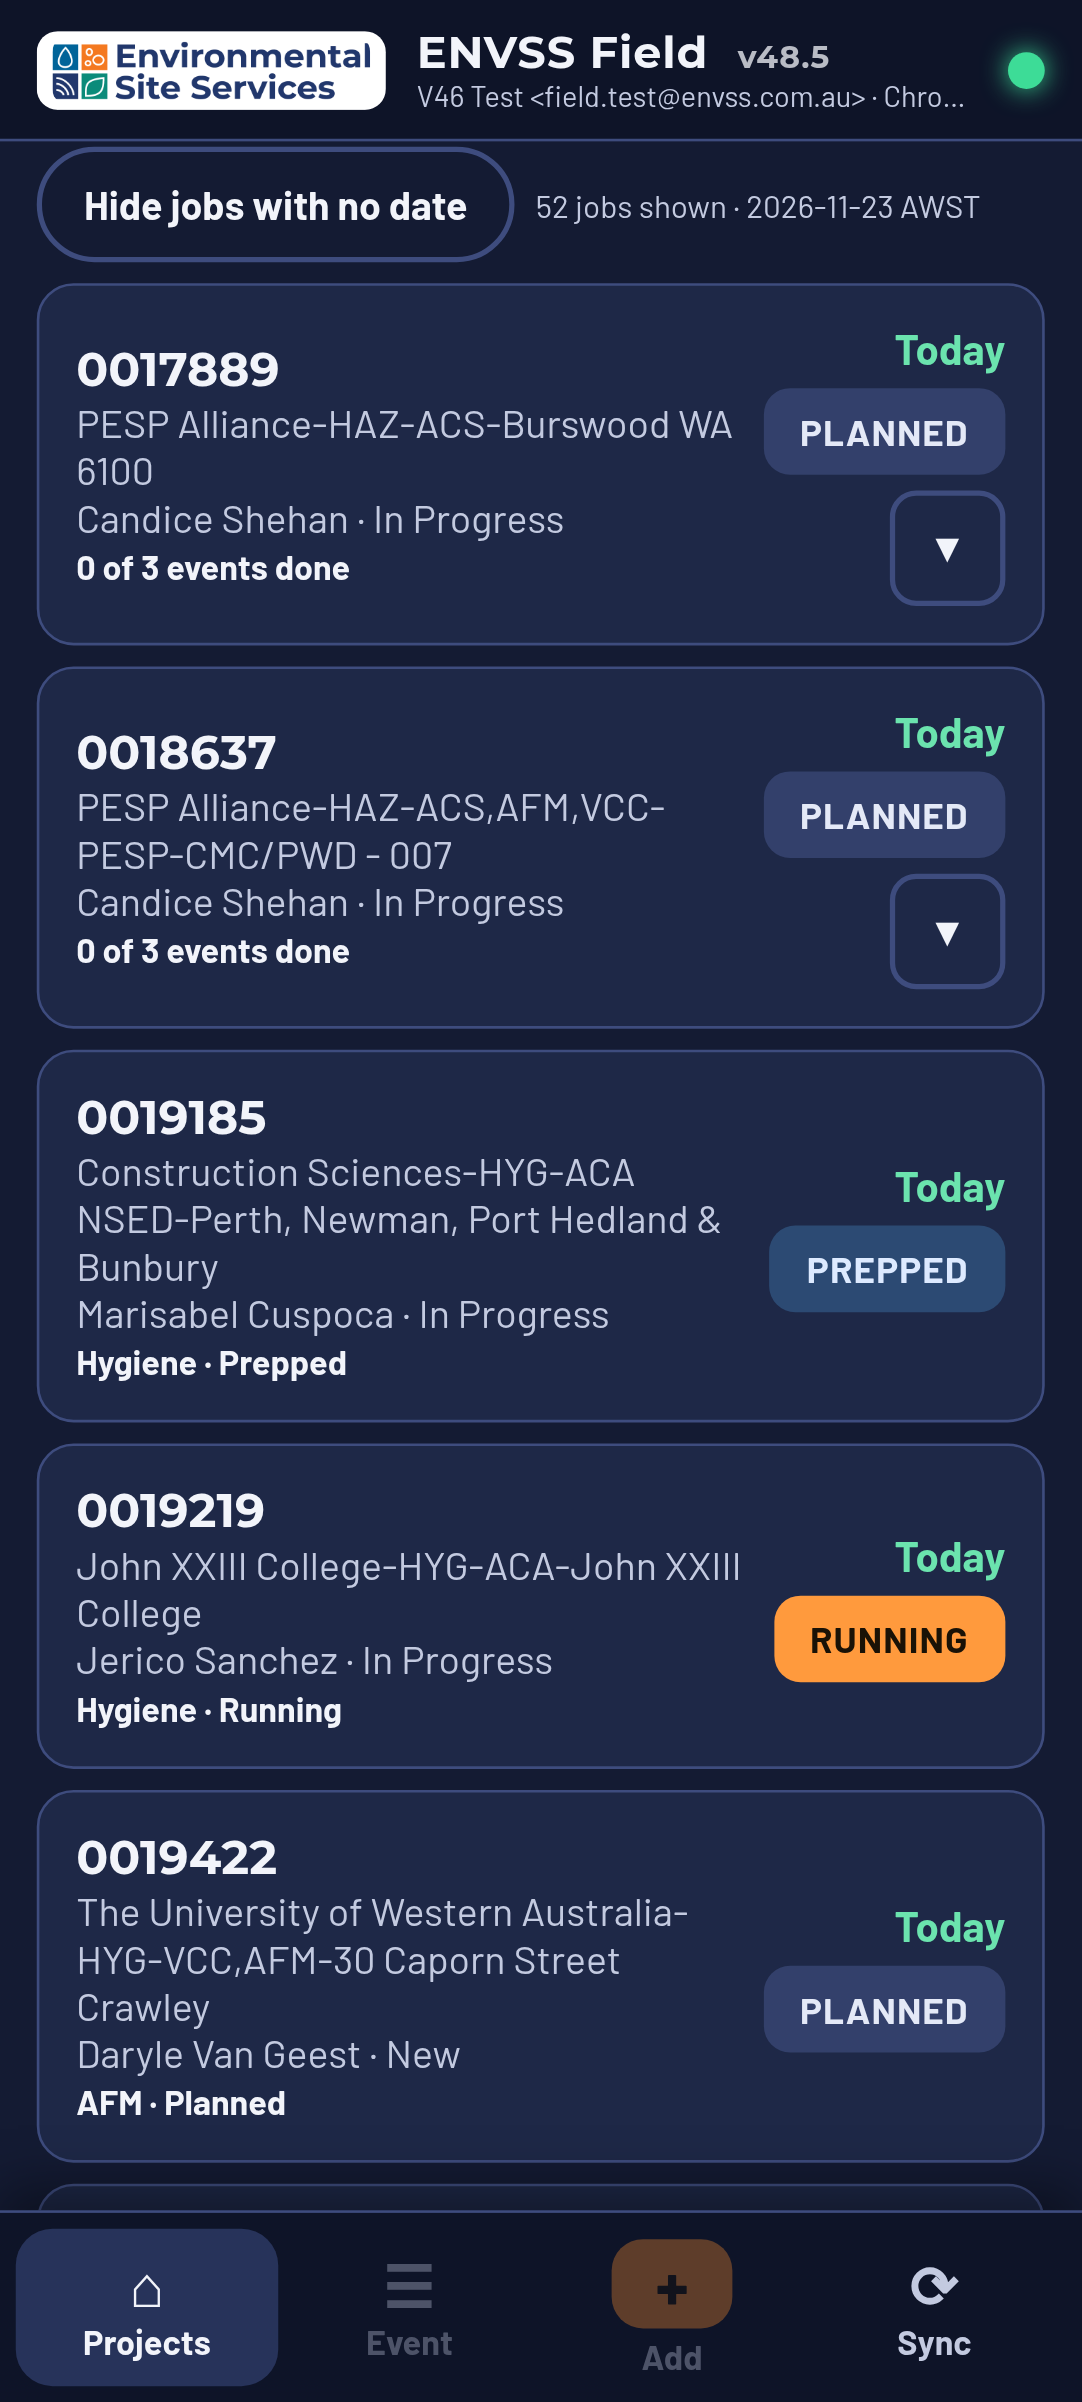 Environmental
Site Services
ENVSS Field v48.5
V46 Test <field.test@envss.com.au> · Chro...
Hide jobs with no date
52 jobs shown · 2026-11-23 AWST
0017889
PESP Alliance-HAZ-ACS-Burswood WA
6100
Candice Shehan · In Progress
0 of 3 events done
Today
PLANNED
▼
0018637
PESP Alliance-HAZ-ACS,AFM,VCC-
PESP-CMC/PWD - 007
Candice Shehan · In Progress
0 of 3 events done
Today
PLANNED
▼
0019185
Construction Sciences-HYG-ACA
NSED-Perth, Newman, Port Hedland &
Bunbury
Marisabel Cuspoca · In Progress
Hygiene · Prepped
Today
PREPPED
0019219
John XXIII College-HYG-ACA-John XXIII
College
Jerico Sanchez · In Progress
Hygiene · Running
Today
RUNNING
0019422
The University of Western Australia-
HYG-VCC,AFM-30 Caporn Street
Crawley
Daryle Van Geest · New
AFM · Planned
Today
PLANNED
Projects
Event
+
Add
Sync